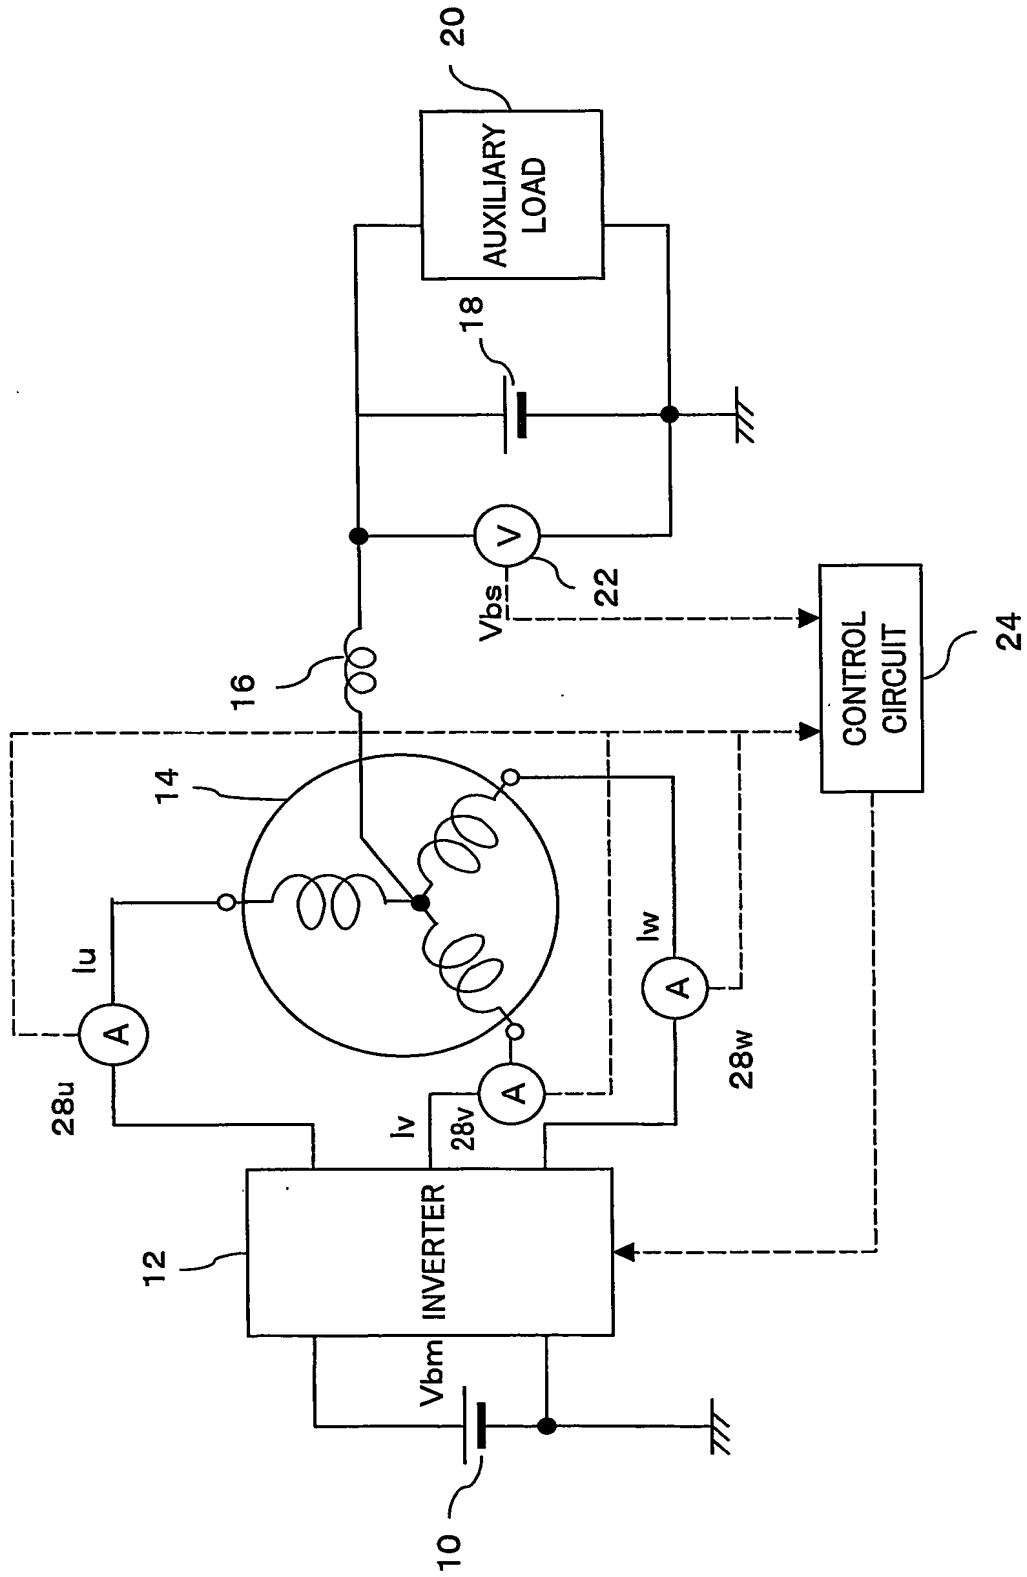 20
AUXILIARY
LOAD
18
V
22
Vbs
16
CONTROL
CIRCUIT
24
14
Iu
A
28u
Iv
A
28v
Iw
A
28w
12
INVERTER
Vbm
10